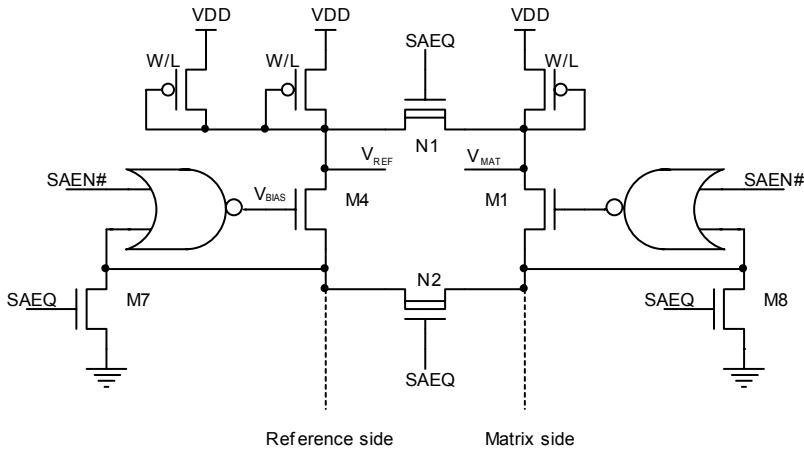 VDD VDD VDD
SAEQ
W/L W/L W/L
N1
VREF VMAT
SAEN# SAEN#
VBIAS M4 M1
N2
SAEQ M7 SAEQ M8
SAEQ
Reference side Matrix side